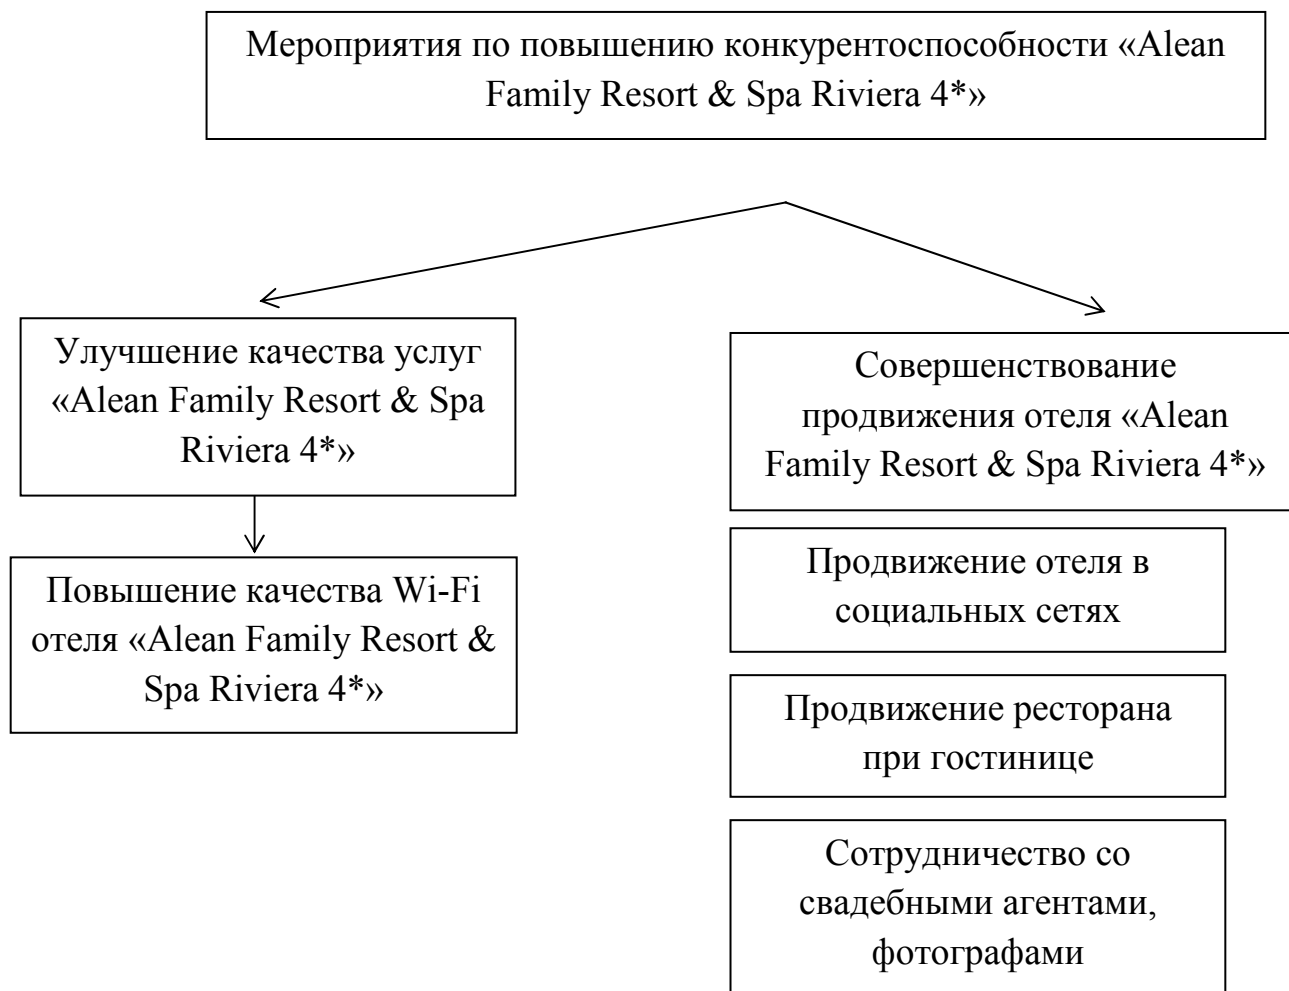 Мероприятия по повышению конкурентоспособности «Alean
Family Resort & Spa Riviera 4*»
Улучшение качества услуг
«Alean Family Resort & Spa
Riviera 4*»
Повышение качества Wi-Fi
отеля «Alean Family Resort &
Spa Riviera 4*»
Совершенствование
продвижения отеля «Alean
Family Resort & Spa Riviera 4*»
Продвижение отеля в
социальных сетях
Продвижение ресторана
при гостинице
Сотрудничество со
свадебными агентами,
фотографами